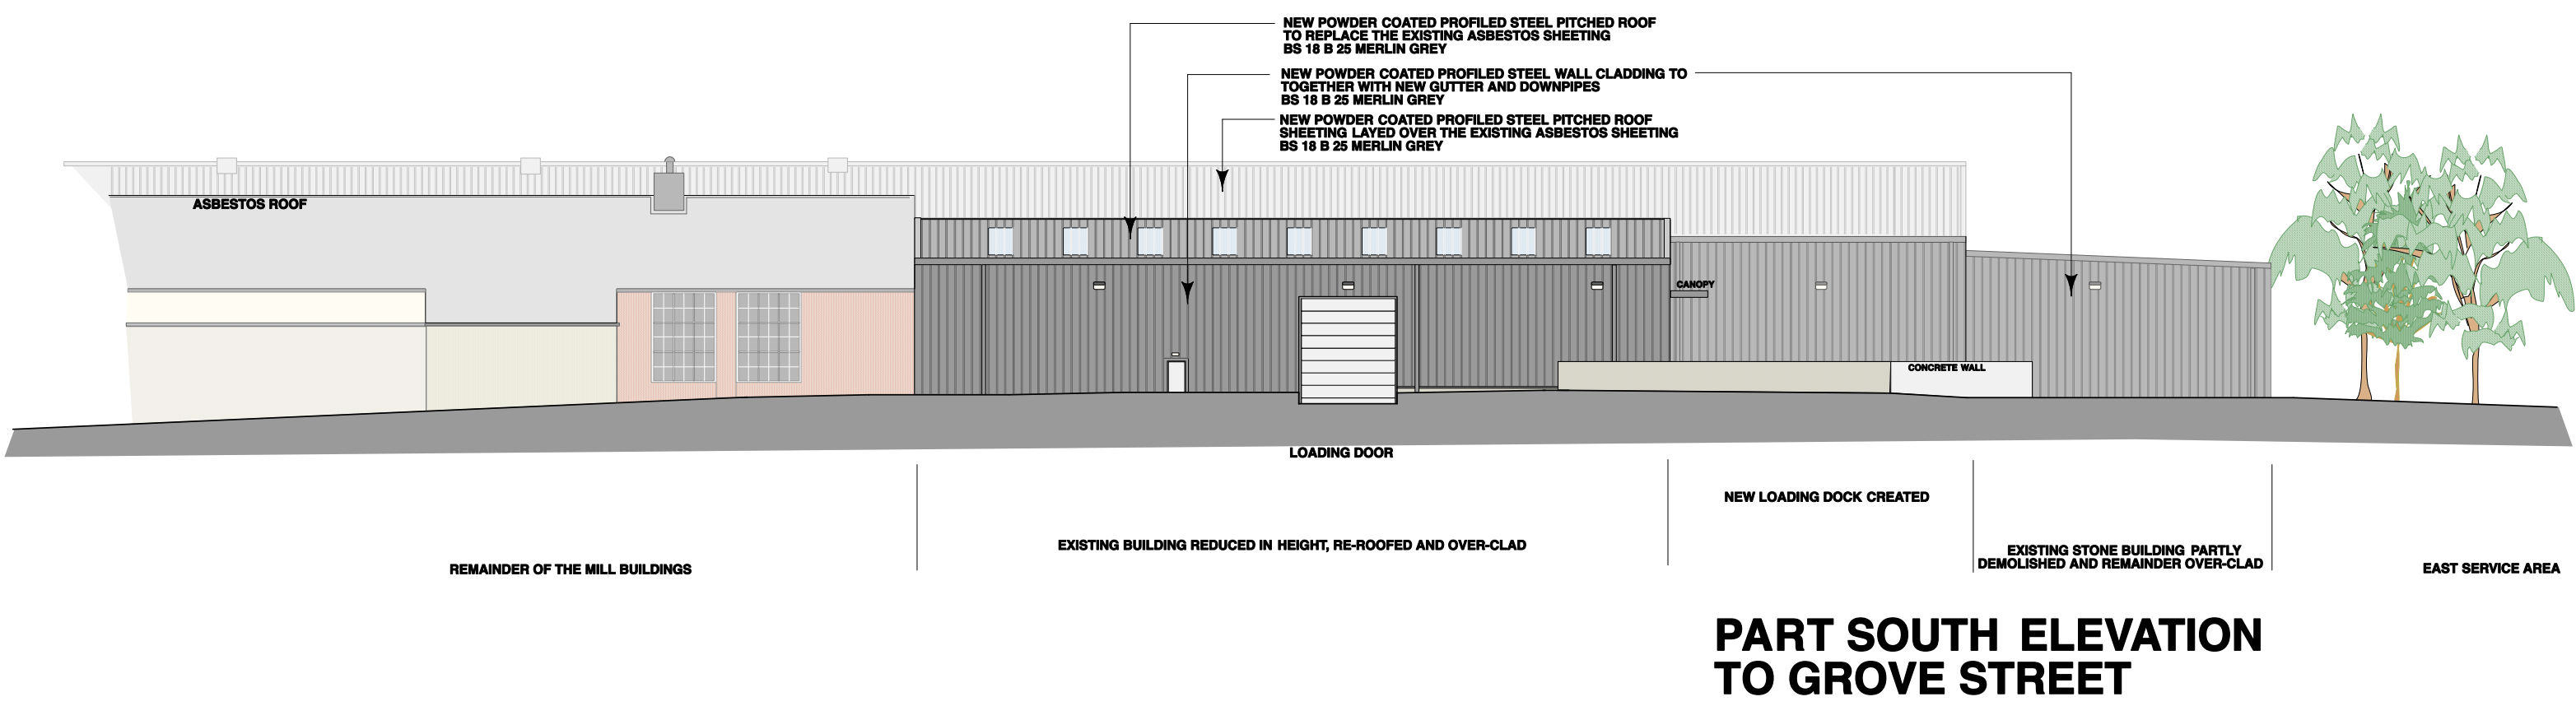 NEW POWDER COATED PROFILED STEEL PITCHED ROOF
TO REPLACE THE EXISTING ASBESTOS SHEETING
BS 18 B 25 MERLIN GREY
NEW POWDER COATED PROFILED STEEL WALL CLADDING TO
TOGETHER WITH NEW GUTTER AND DOWNPIPES
BS 18 B 25 MERLIN GREY
NEW POWDER COATED PROFILED STEEL PITCHED ROOF
SHEETING LAYED OVER THE EXISTING ASBESTOS SHEETING
BS 18 B 25 MERLIN GREY
ASBESTOS ROOF
CANOPY
CONCRETE WALL
LOADING DOOR
NEW LOADING DOCK CREATED
EXISTING BUILDING REDUCED IN HEIGHT, RE-ROOFED AND OVER-CLAD
EXISTING STONE BUILDING PARTLY
DEMOLISHED AND REMAINDER OVER-CLAD
REMAINDER OF THE MILL BUILDINGS
EAST SERVICE AREA
PART SOUTH ELEVATION
TO GROVE STREET